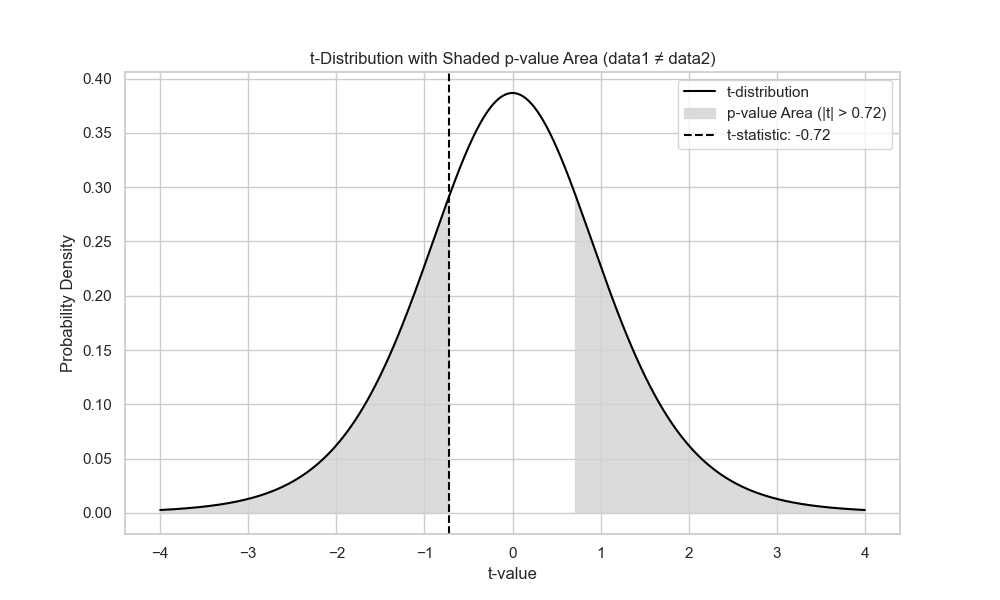 t-Distribution with Shaded p-value Area (data1 ≠ data2)
t-distribution
p-value Area (|t| > 0.72)
t-statistic: -0.72
Probability Density
0.40
0.35
0.30
0.25
0.20
0.15
0.10
0.05
0.00
−4 −3 −2 −1 0 1 2 3 4
t-value